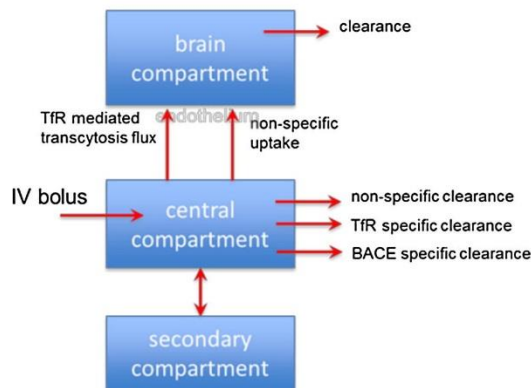 brain
compartment
clearance
endothelium
TfR mediated
transcytosis flux
non-specific
uptake
IV bolus
central
compartment
non-specific clearance
TfR specific clearance
BACE specific clearance
secondary
compartment